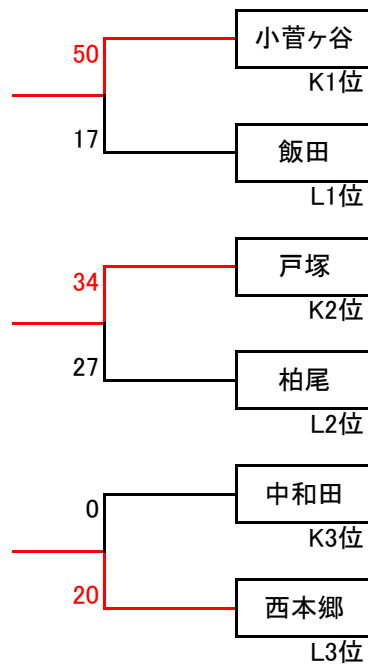 50
小菅ヶ谷
K1位
17
飯田
L1位
34
戸塚
K2位
27
柏尾
L2位
0
中和田
K3位
20
西本郷
L3位